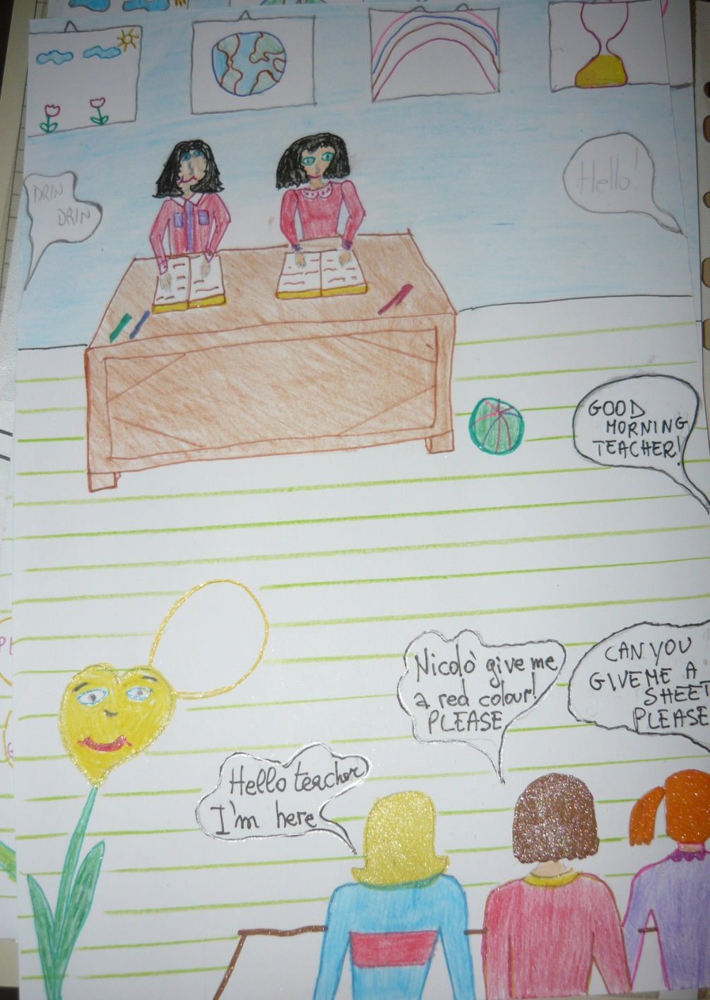 DRIN
DRIN
Hello!
GOOD
MORNING
TEACHER!
Nicolò give me
a red colour!
PLEASE
CAN YOU
GIVE ME A
SHEET
PLEASE
Hello teacher
I'm here